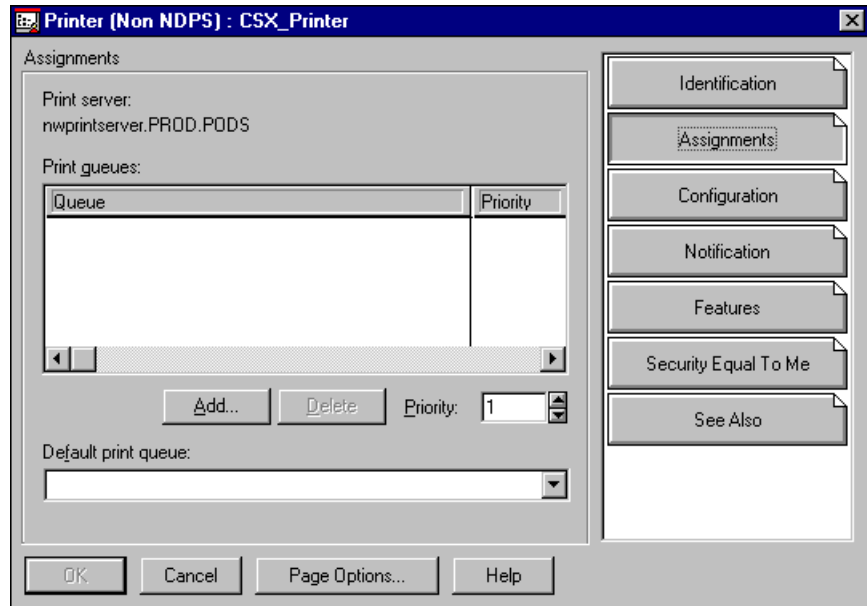 Printer (Non NDPS) : CSX_Printer
Assignments
Print server:
nwprintserver.PROD.PODS
Print queues:
Queue Priority
Add... Delete Priority: 1
Default print queue:
OK Cancel Page Options... Help
Identification
Assignments
Configuration
Notification
Features
Security Equal To Me
See Also